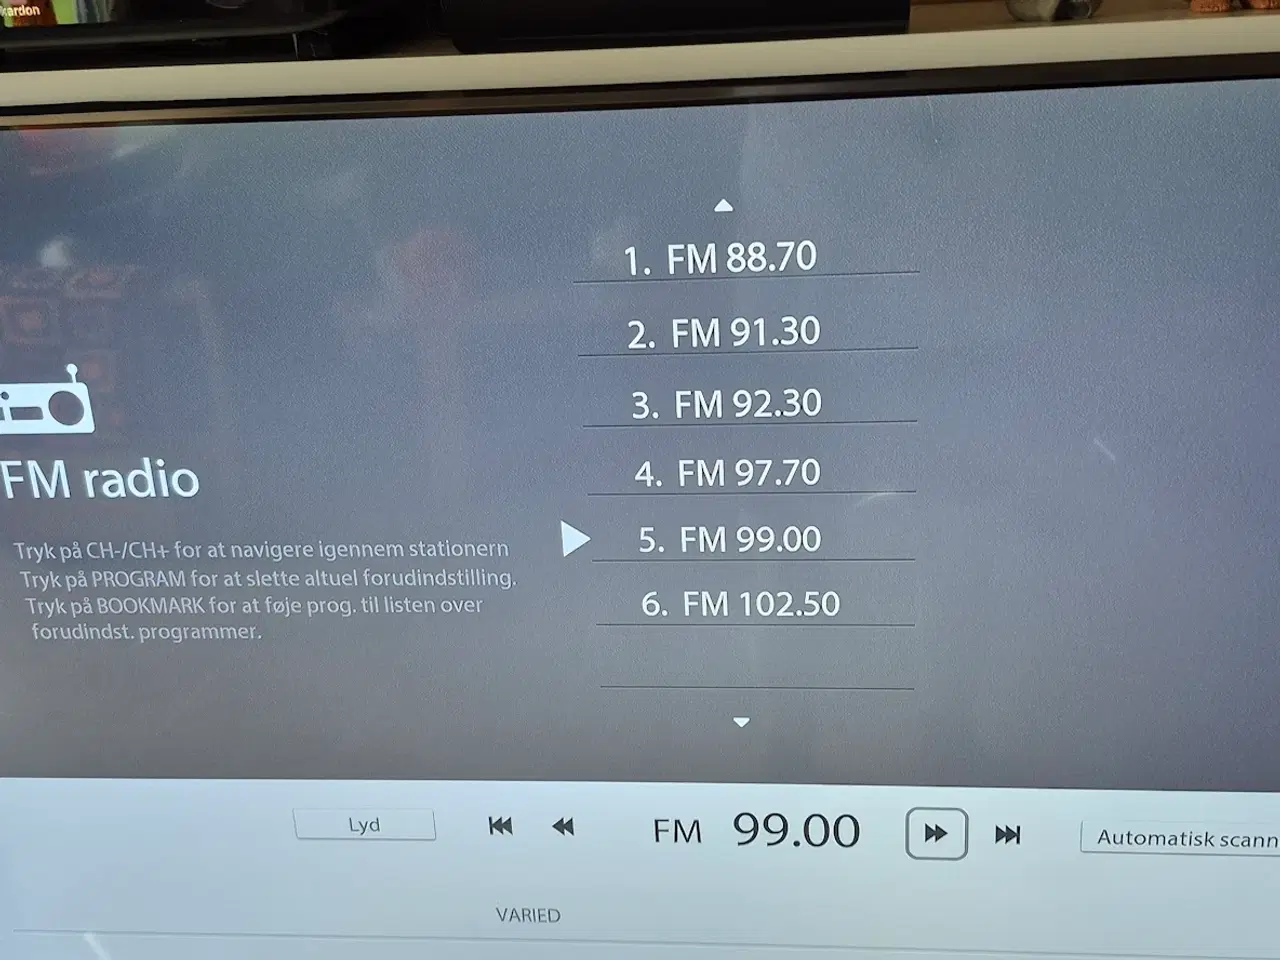 kardon
1. FM 88.70
2. FM 91.30
3. FM 92.30
4. FM 97.70
5. FM 99.00
6. FM 102.50
FM radio
Tryk på CH-/CH+ for at navigere igennem stationern
Tryk på PROGRAM for at slette altuel forudindstilling.
Tryk på BOOKMARK for at føje prog. til listen over
forudindst. programmer.
Lyd
FM 99.00
Automatisk scann
VARIED